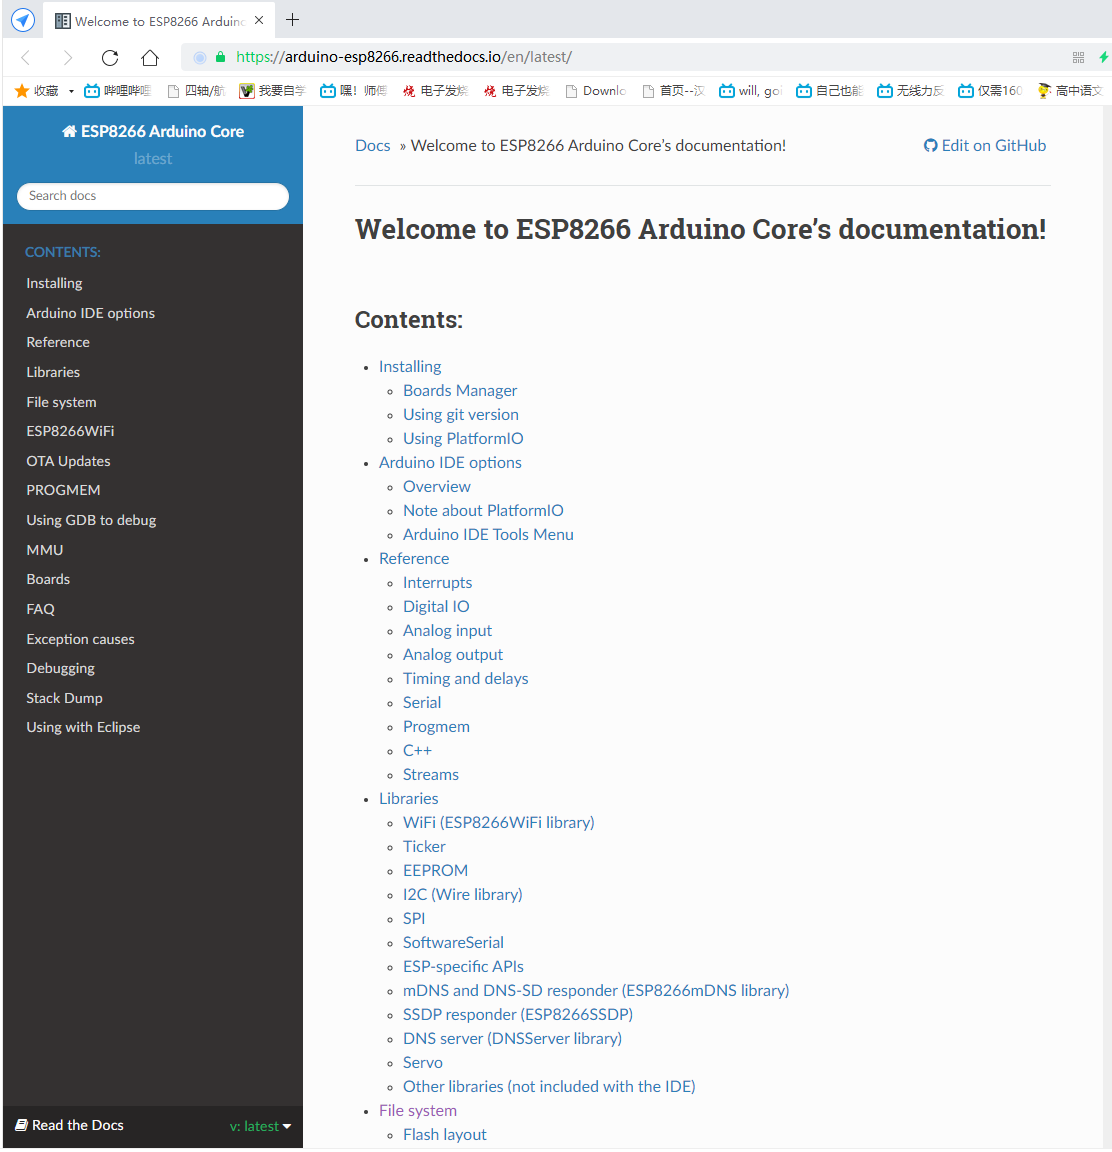 Welcome to ESP8266 Arduino
https://arduino-esp8266.readthedocs.io/en/latest/
收藏 哔哩哔哩 四轴/航 我要自学 嘿！师傅 电子发烧 电子发烧 Downlo 首页--汉 will, goi 自己也能 无线力反 仅需160 高中语文
ESP8266 Arduino Core
latest
Search docs
CONTENTS:
Installing
Arduino IDE options
Reference
Libraries
File system
ESP8266WiFi
OTA Updates
PROGMEM
Using GDB to debug
MMU
Boards
FAQ
Exception causes
Debugging
Stack Dump
Using with Eclipse
Read the Docs v: latest
Docs » Welcome to ESP8266 Arduino Core’s documentation! Edit on GitHub
Welcome to ESP8266 Arduino Core’s documentation!
Contents:
Installing
Boards Manager
Using git version
Using PlatformIO
Arduino IDE options
Overview
Note about PlatformIO
Arduino IDE Tools Menu
Reference
Interrupts
Digital IO
Analog input
Analog output
Timing and delays
Serial
Progmem
C++
Streams
Libraries
WiFi (ESP8266WiFi library)
Ticker
EEPROM
I2C (Wire library)
SPI
SoftwareSerial
ESP-specific APIs
mDNS and DNS-SD responder (ESP8266mDNS library)
SSDP responder (ESP8266SSDP)
DNS server (DNSServer library)
Servo
Other libraries (not included with the IDE)
File system
Flash layout